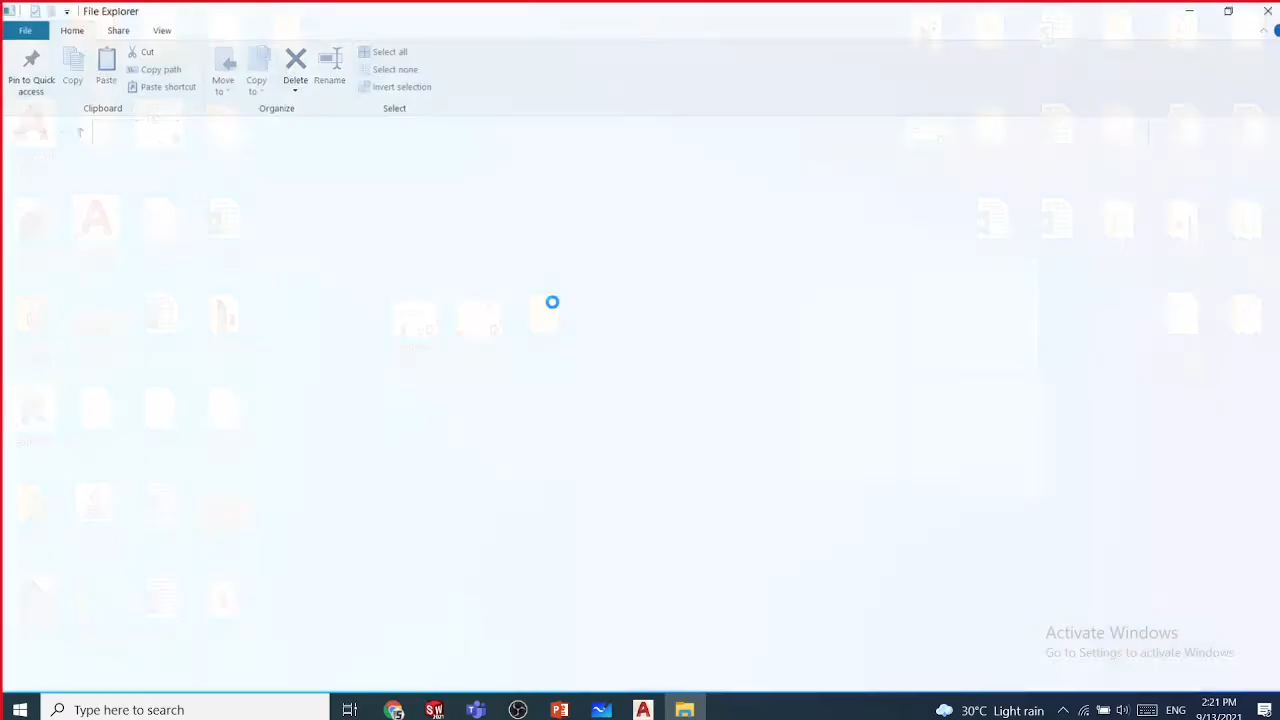 File Explorer
File Home Share View
Pin to Quick access
Copy
Paste
Cut
Copy path
Paste shortcut
Clipboard
Move to
Copy to
Delete
Rename
Organize
Select all
Select none
Invert selection
Select
Activate Windows
Go to Settings to activate Windows
Type here to search
30°C Light rain
ENG
2:21 PM